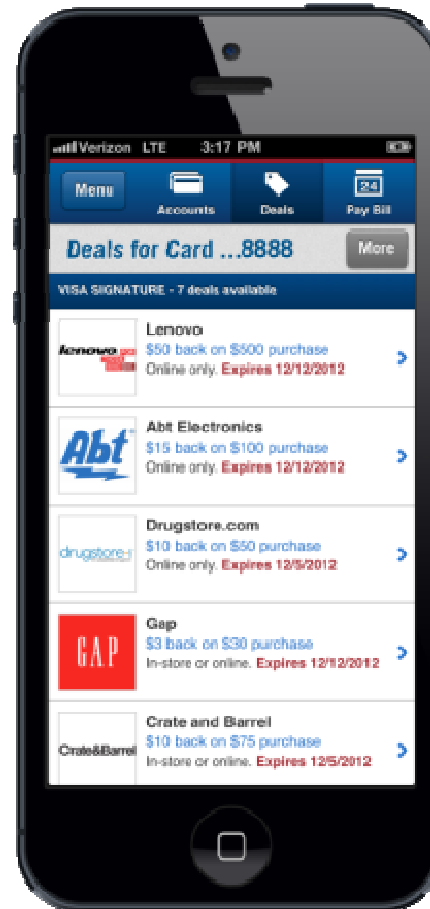 Verizon LTE 3:17 PM
Menu
Accounts
Deals
24
Pay Bill
Deals for Card ...8888
More
VISA SIGNATURE - 7 deals available
Lenovo
lenovo
$50 back on $500 purchase
Online only. Expires 12/12/2012
Abt Electronics
Abt
$15 back on $100 purchase
Online only. Expires 12/12/2012
Drugstore.com
drugstore
$10 back on $50 purchase
Online only. Expires 12/5/2012
Gap
GAP
$3 back on $30 purchase
In-store or online. Expires 12/12/2012
Crate and Barrel
Crate&Barrel
$10 back on $75 purchase
In-store or online. Expires 12/5/2012